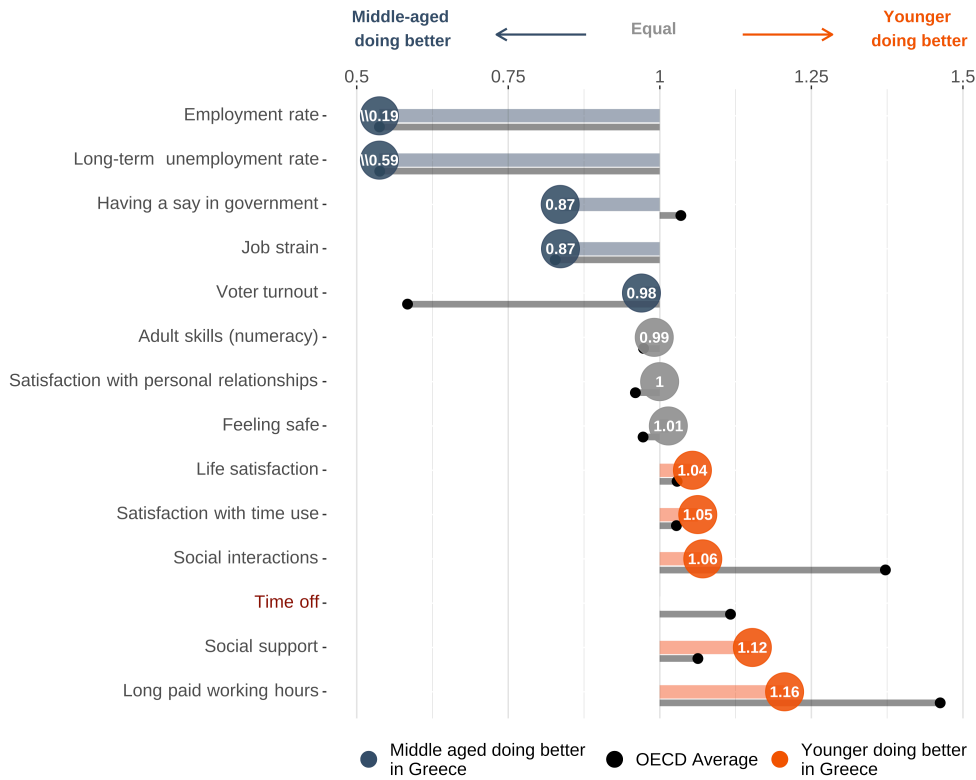 Middle-aged
doing better
Equal
Younger
doing better
0.5 0.75 1 1.25 1.5
Employment rate \\0.19
Long-term unemployment rate \\0.59
Having a say in government 0.87
Job strain 0.87
Voter turnout 0.98
Adult skills (numeracy) 0.99
Satisfaction with personal relationships 1
Feeling safe 1.01
Life satisfaction 1.04
Satisfaction with time use 1.05
Social interactions 1.06
Time off
Social support 1.12
Long paid working hours 1.16
Middle aged doing better
in Greece
OECD Average
Younger doing better
in Greece